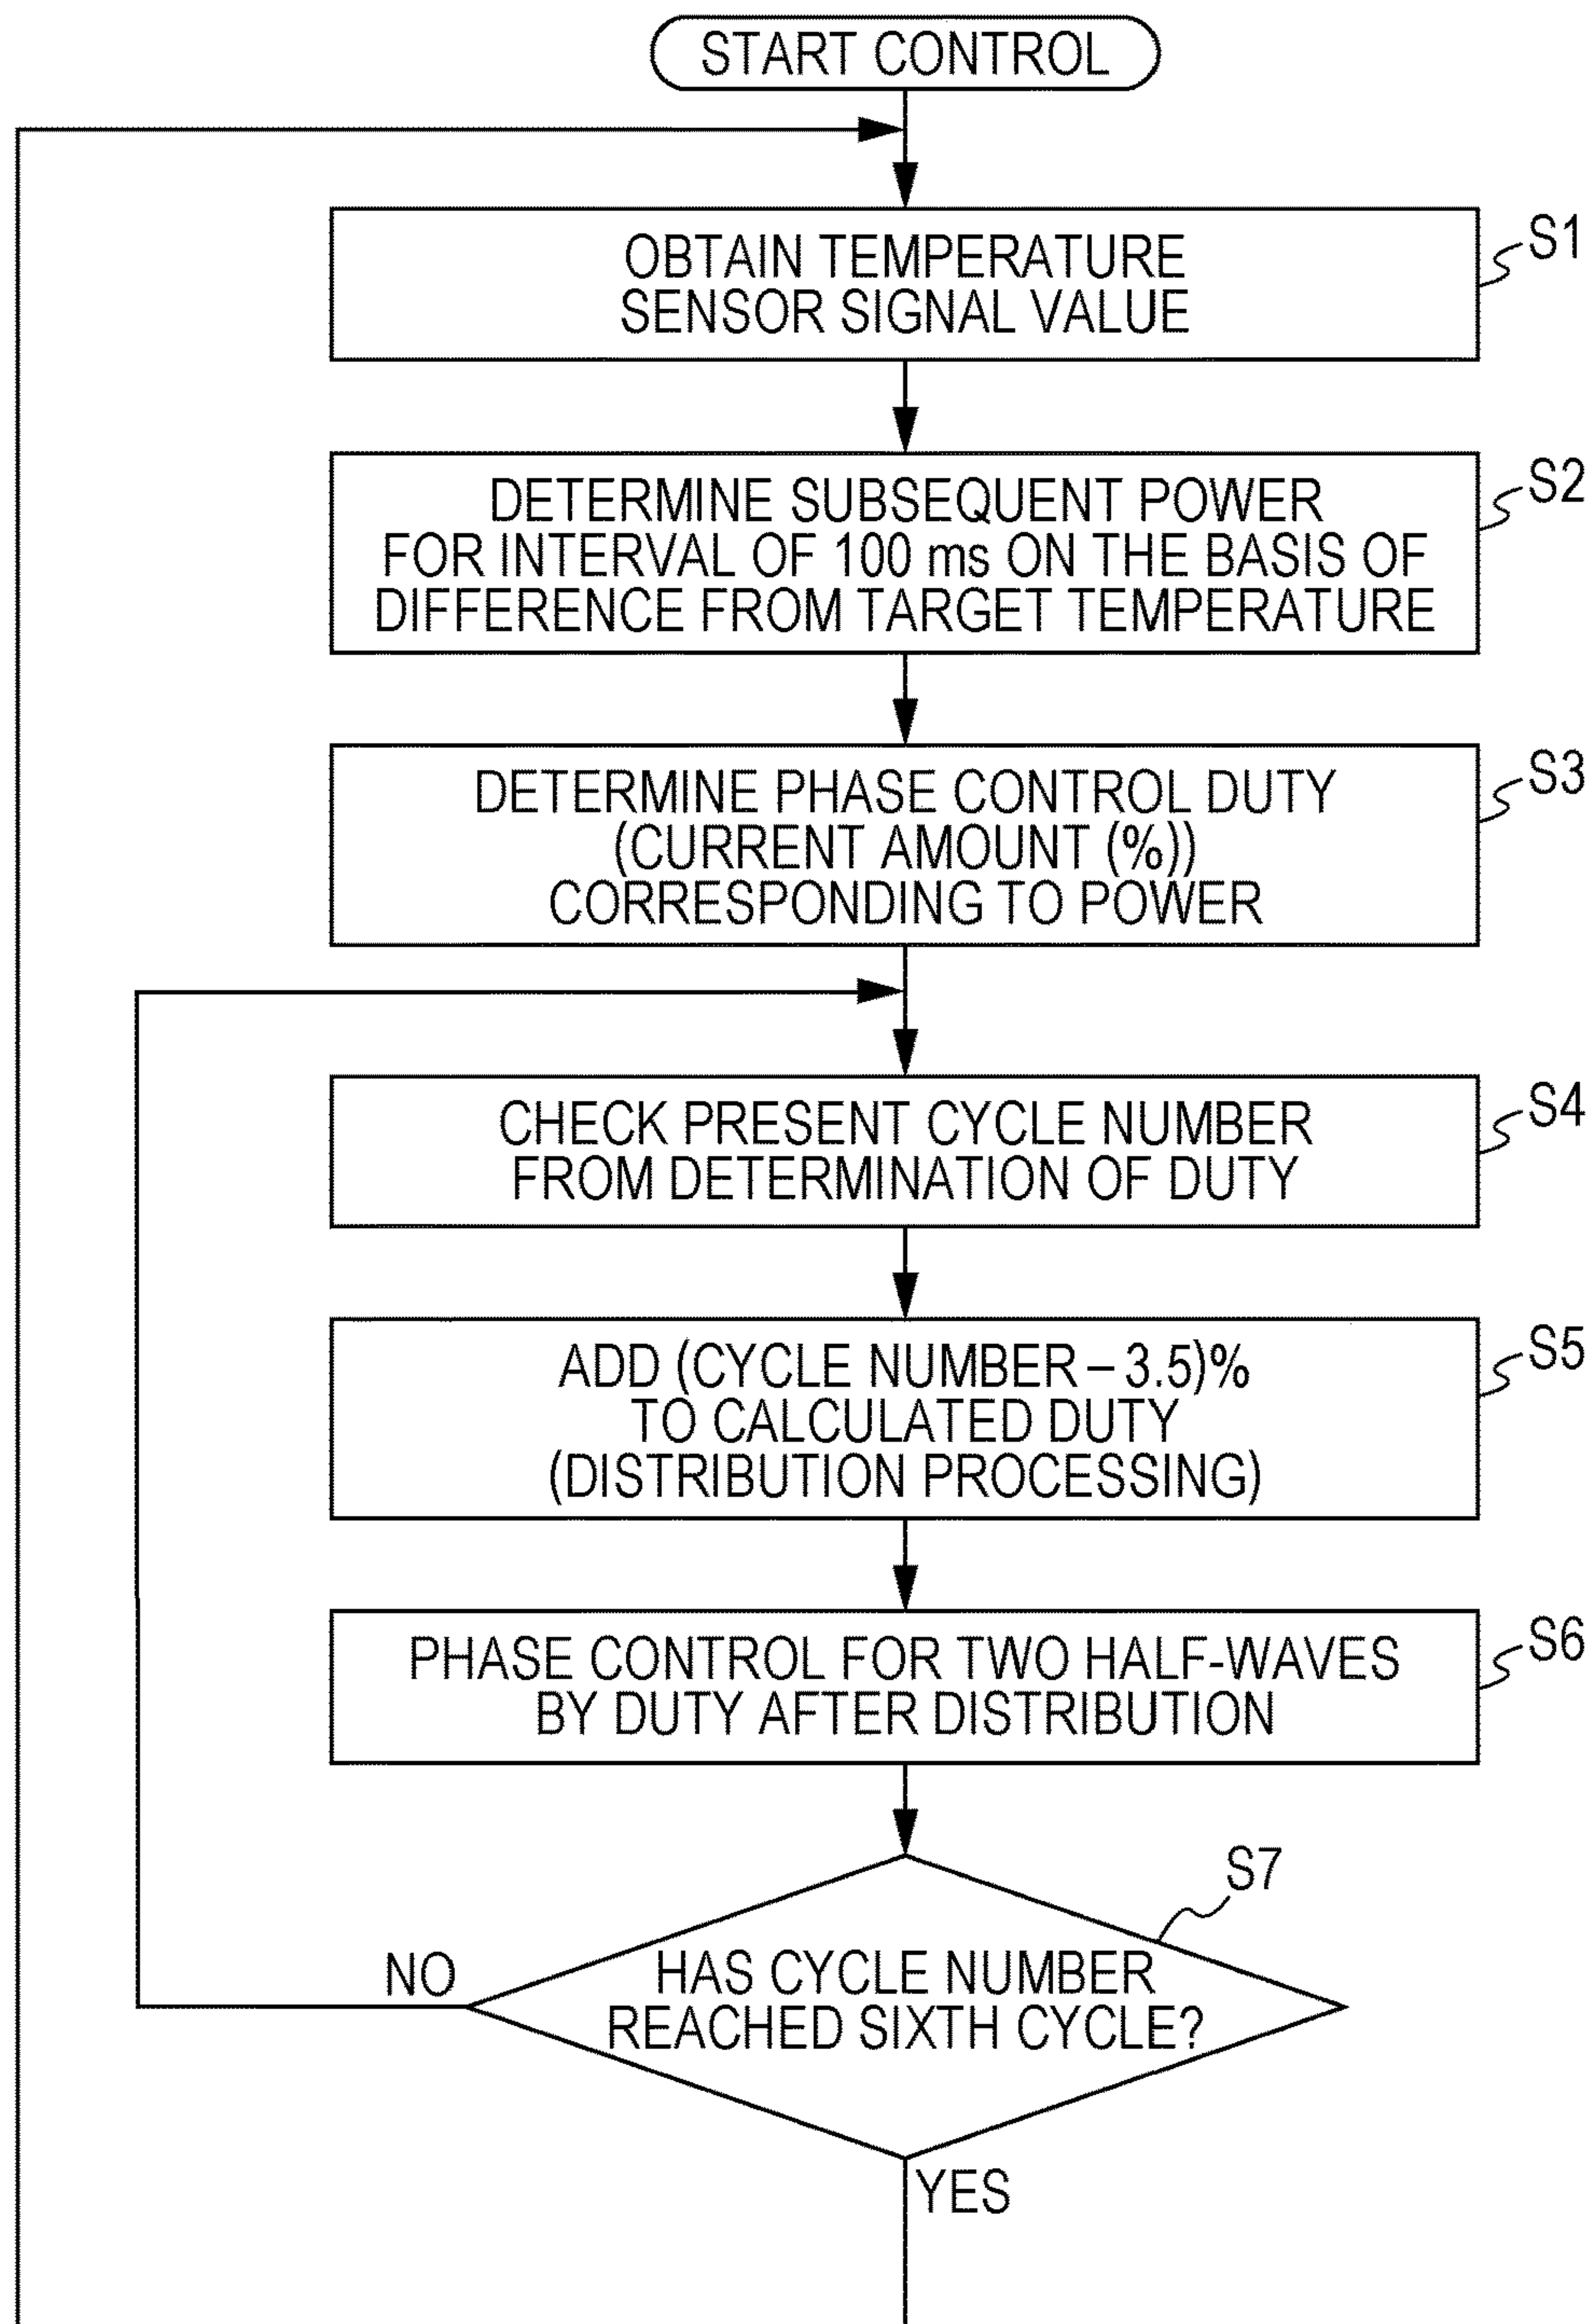 START CONTROL
OBTAIN TEMPERATURE
SENSOR SIGNAL VALUE
S1
DETERMINE SUBSEQUENT POWER
FOR INTERVAL OF 100 ms ON THE BASIS OF
DIFFERENCE FROM TARGET TEMPERATURE
S2
DETERMINE PHASE CONTROL DUTY
(CURRENT AMOUNT (%))
CORRESPONDING TO POWER
S3
CHECK PRESENT CYCLE NUMBER
FROM DETERMINATION OF DUTY
S4
ADD (CYCLE NUMBER – 3.5)%
TO CALCULATED DUTY
(DISTRIBUTION PROCESSING)
S5
PHASE CONTROL FOR TWO HALF-WAVES
BY DUTY AFTER DISTRIBUTION
S6
S7
NO
HAS CYCLE NUMBER
REACHED SIXTH CYCLE?
YES